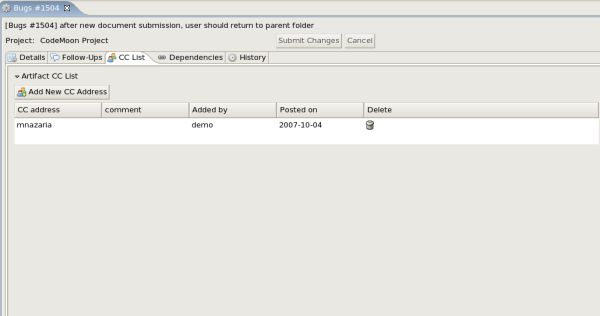 Bugs #1504
[Bugs #1504] after new document submission, user should return to parent folder
Project: CodeMoon Project Submit Changes Cancel
Details Follow-Ups CC List Dependencies History
Artifact CC List
Add New CC Address
CC address comment Added by Posted on Delete
mnazaria demo 2007-10-04